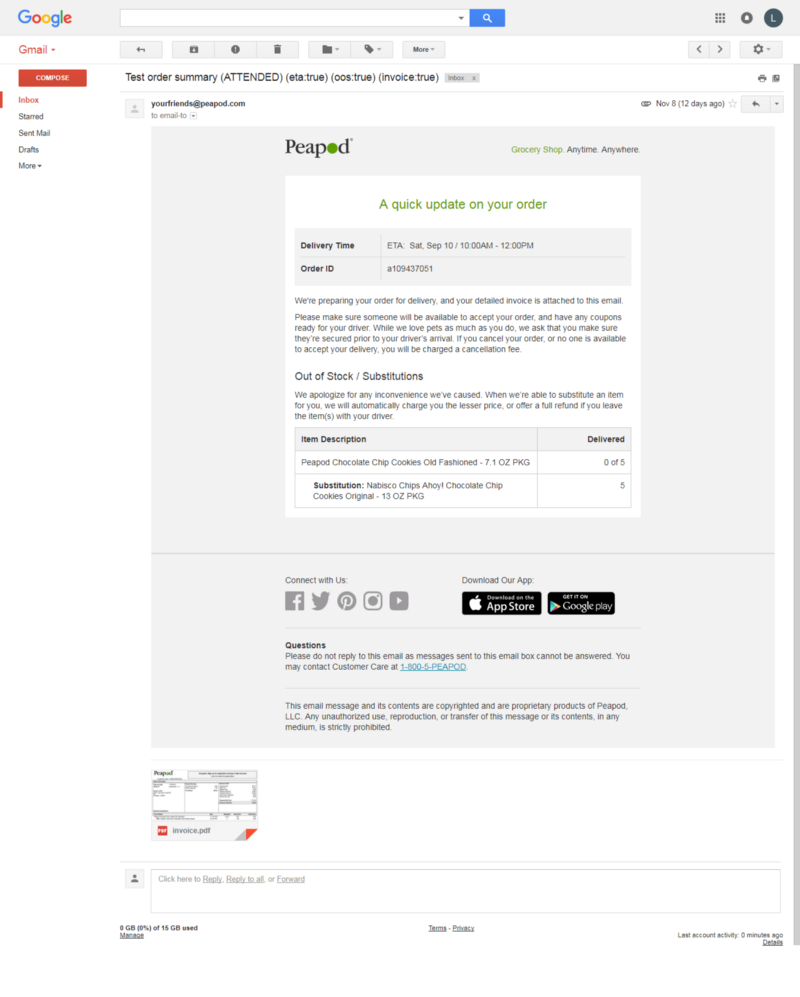 Google
L
Gmail
More
COMPOSE
Test order summary (ATTENDED) (eta:true) (oos:true) (invoice:true) Inbox x
Inbox
Starred
Sent Mail
Drafts
More
yourfriends@peapod.com
Nov 8 (12 days ago)
to email-to
Peapod
Grocery Shop. Anytime. Anywhere.
A quick update on your order
Delivery Time ETA: Sat, Sep 10 / 10:00AM - 12:00PM
Order ID a109437051
We're preparing your order for delivery, and your detailed invoice is attached to this email.
Please make sure someone will be available to accept your order, and have any coupons
ready for your driver. While we love pets as much as you do, we ask that you make sure
they're secured prior to your driver's arrival. If you cancel your order, or no one is available
to accept your delivery, you will be charged a cancellation fee.
Out of Stock / Substitutions
We apologize for any inconvenience we've caused. When we're able to substitute an item
for you, we will automatically charge you the lesser price, or offer a full refund if you leave
the item(s) with your driver.
Item Description Delivered
Peapod Chocolate Chip Cookies Old Fashioned - 7.1 OZ PKG 0 of 5
Substitution: Nabisco Chips Ahoy! Chocolate Chip 5
Cookies Original - 13 OZ PKG
Connect with Us: Download Our App:
Download on the
App Store
GET IT ON
Google play
Questions
Please do not reply to this email as messages sent to this email box cannot be answered. You
may contact Customer Care at 1-800-5-PEAPOD.
This email message and its contents are copyrighted and are proprietary products of Peapod,
LLC. Any unauthorized use, reproduction, or transfer of this message or its contents, in any
medium, is strictly prohibited.
Peapod
PDF invoice.pdf
Click here to Reply, Reply to all, or Forward
0 GB (0%) of 15 GB used
Manage
Terms - Privacy
Last account activity: 0 minutes ago
Details